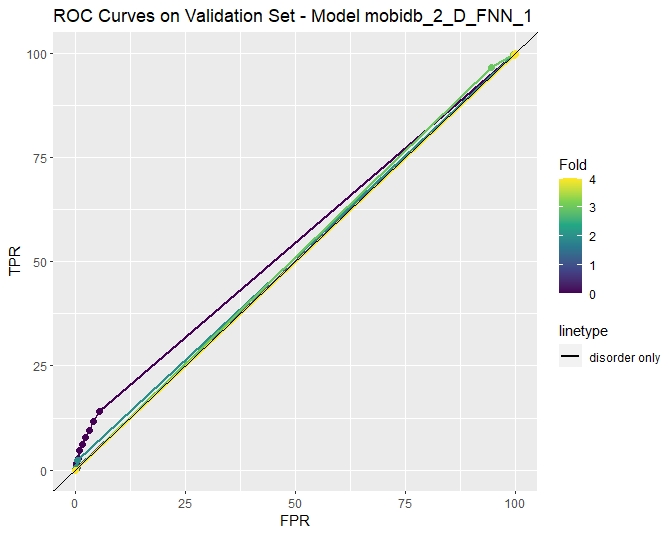 ROC Curves on Validation Set - Model mobidb_2_D_FNN_1
100
75
50
25
0
TPR
0
25
50
75
100
FPR
Fold
4
3
2
1
0
linetype
disorder only